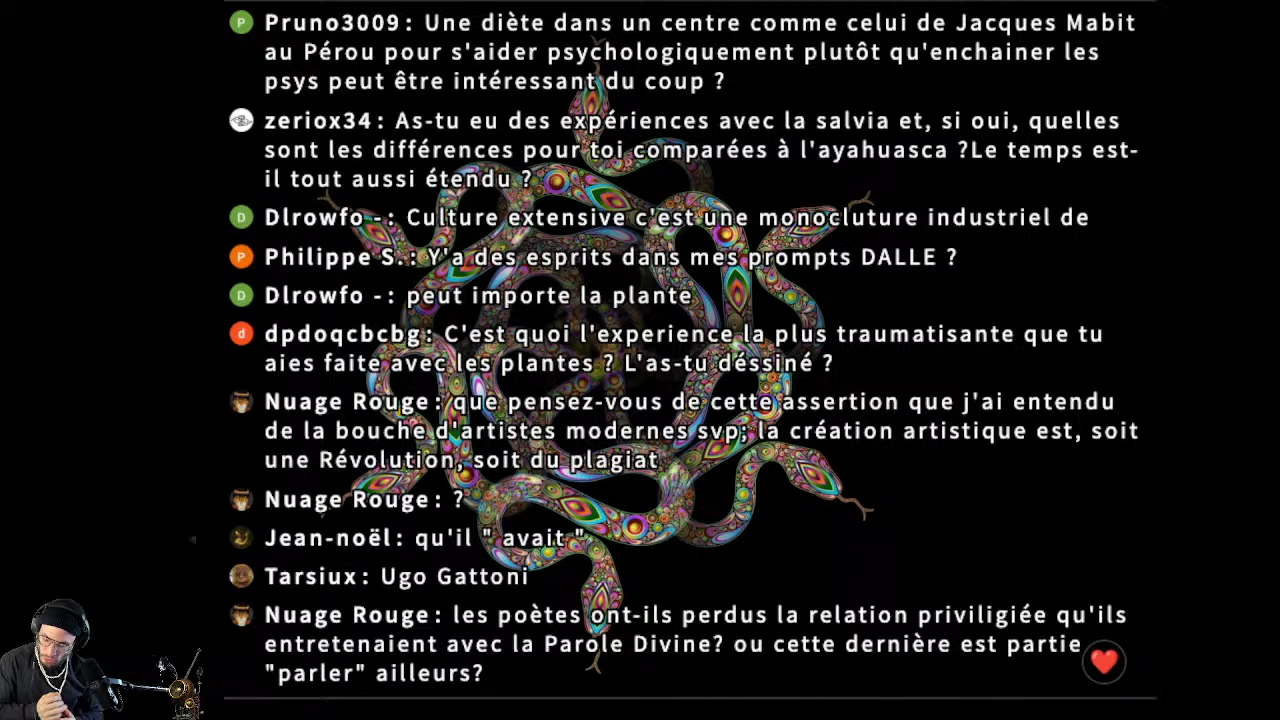 P Pruno3009: Une diète dans un centre comme celui de Jacques Mabit
au Pérou pour s'aider psychologiquement plutôt qu'enchainer les
psys peut être intéressant du coup ?
zeriox34: As-tu eu des expériences avec la salvia et, si oui, quelles
sont les différences pour toi comparées à l'ayahuasca ?Le temps est-
il tout aussi étendu ?
D Dlrowfo -: Culture extensive c'est une monocluture industriel de
P Philippe S.: Y'a des esprits dans mes prompts DALLE ?
D Dlrowfo -: peut importe la plante
d dpdoqcbcbg: C'est quoi l'experience la plus traumatisante que tu
aies faite avec les plantes ? L'as-tu déssiné ?
Nuage Rouge: que pensez-vous de cette assertion que j'ai entendu
de la bouche d'artistes modernes svp; la création artistique est, soit
une Révolution, soit du plagiat
Nuage Rouge: ?
Jean-noël: qu'il " avait "
Tarsiux: Ugo Gattoni
Nuage Rouge: les poètes ont-ils perdus la relation priviligiée qu'ils
entretenaient avec la Parole Divine? ou cette dernière est partie
"parler" ailleurs?